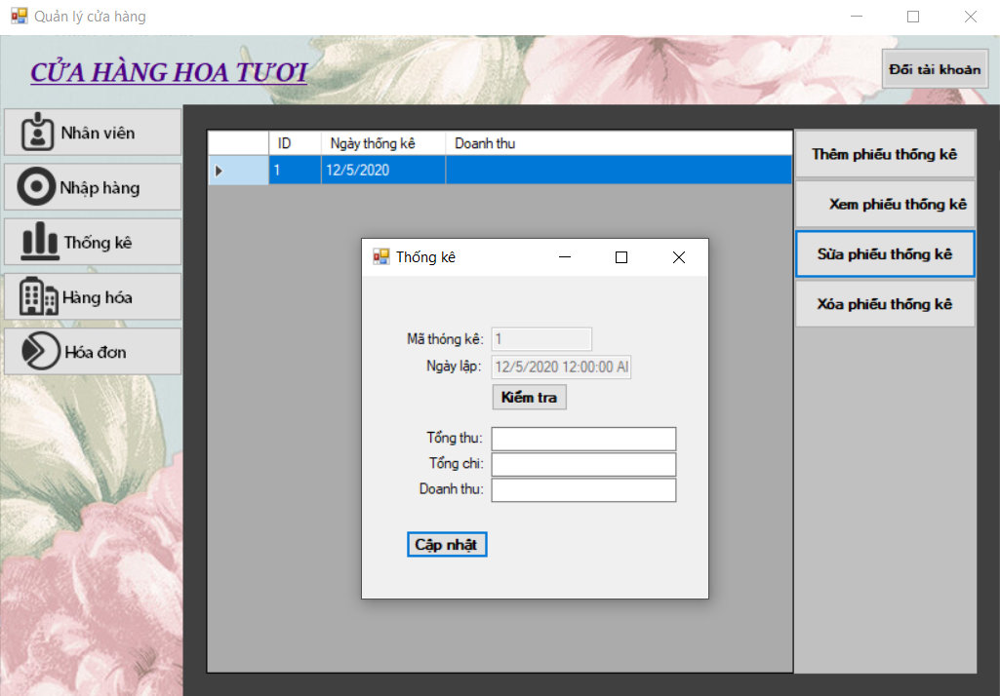 Quản lý cửa hàng
CỬA HÀNG HOA TƯƠI
Đổi tài khoản
Nhân viên
Nhập hàng
Thống kê
Hàng hóa
Hóa đơn
ID Ngày thống kê Doanh thu
1 12/5/2020
Thêm phiếu thống kê
Xem phiếu thống kê
Sửa phiếu thống kê
Xóa phiếu thống kê
Thống kê
Mã thóng kê: 1
Ngày lập: 12/5/2020 12:00:00 AI
Kiểm tra
Tổng thu:
Tổng chi:
Doanh thu:
Cập nhật